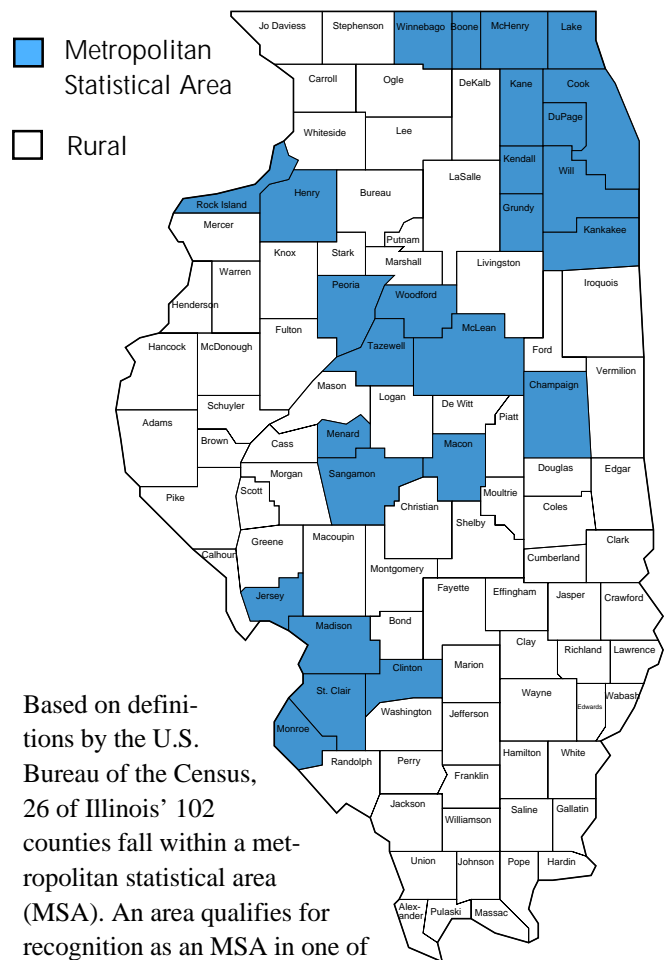 Metropolitan
Statistical Area
Rural
Jo Daviess
Stephenson
Winnebago
Boone
McHenry
Lake
Carroll
Ogle
DeKalb
Kane
Cook
DuPage
Whiteside
Lee
Kendall
Will
Rock Island
Henry
Bureau
LaSalle
Grundy
Mercer
Putnam
Kankakee
Knox
Stark
Marshall
Livingston
Warren
Peoria
Woodford
Iroquois
Henderson
McLean
Fulton
Tazewell
Ford
Hancock
McDonough
Vermilion
Mason
Logan
Champaign
Schuyler
De Witt
Piatt
Adams
Brown
Cass
Menard
Macon
Morgan
Sangamon
Douglas
Edgar
Pike
Scott
Christian
Moultrie
Coles
Shelby
Greene
Macoupin
Calhoun
Clark
Cumberland
Montgomery
Jersey
Fayette
Effingham
Jasper
Crawford
Madison
Bond
Clay
Richland
Lawrence
Clinton
Marion
St. Clair
Wayne
Wabash
Washington
Jefferson
Edwards
Monroe
Randolph
Perry
Hamilton
White
Franklin
Jackson
Saline
Gallatin
Williamson
Union
Johnson
Pope
Hardin
Alex-
ander
Pulaski
Massac
Based on defini-
tions by the U.S.
Bureau of the Census,
26 of Illinois’ 102
counties fall within a met-
ropolitan statistical area
(MSA). An area qualifies for
recognition as an MSA in one of